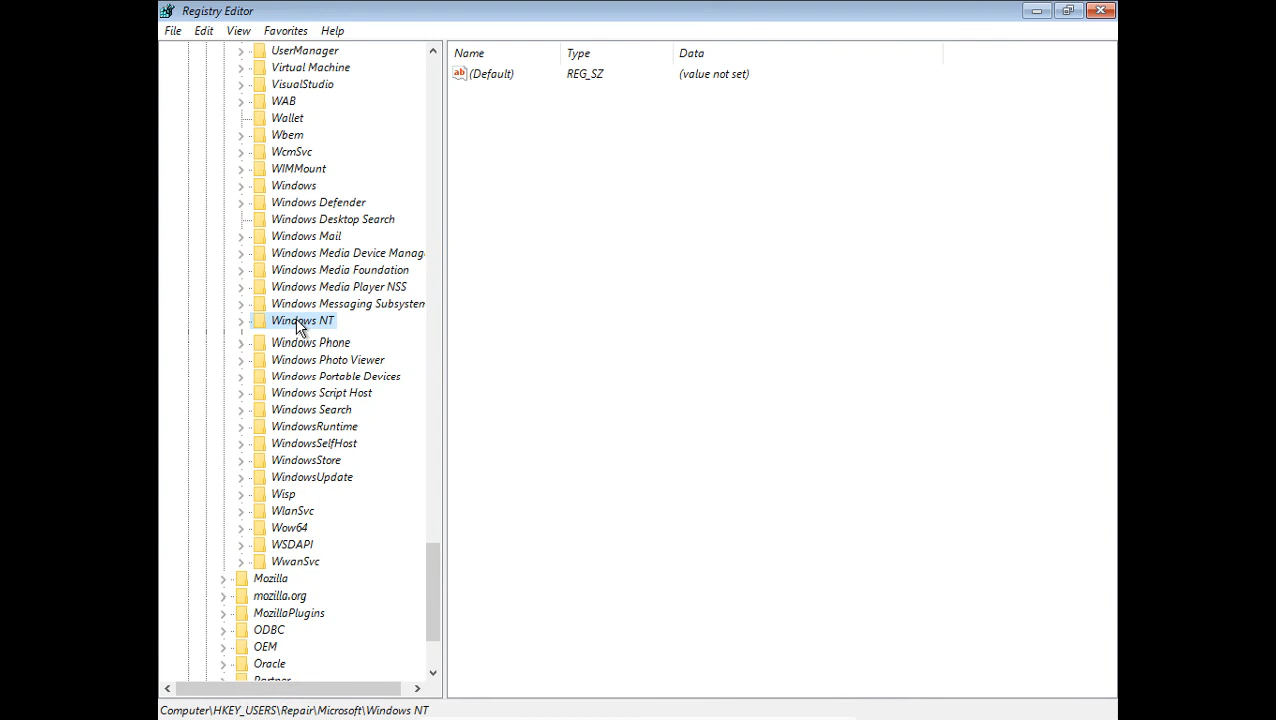 Registry Editor
File Edit View Favorites Help
UserManager
Virtual Machine
VisualStudio
WAB
Wallet
Wbem
WcmSvc
WIMMount
Windows
Windows Defender
Windows Desktop Search
Windows Mail
Windows Media Device Manag
Windows Media Foundation
Windows Media Player NSS
Windows Messaging Subsystem
Windows NT
Windows Phone
Windows Photo Viewer
Windows Portable Devices
Windows Script Host
Windows Search
WindowsRuntime
WindowsSelfHost
WindowsStore
WindowsUpdate
Wisp
WlanSvc
Wow64
WSDAPI
WwanSvc
Mozilla
mozilla.org
MozillaPlugins
ODBC
OEM
Oracle
Partner
Name Type Data
ab (Default) REG_SZ (value not set)
Computer\HKEY_USERS\Repair\Microsoft\Windows NT